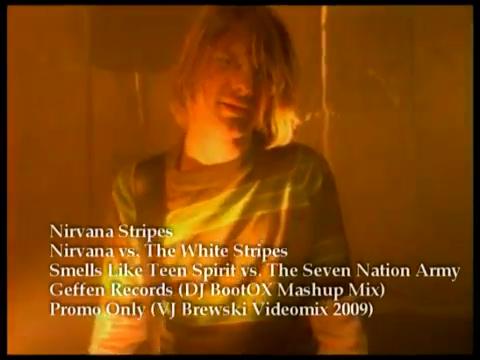 Nirvana Stripes
Nirvana vs. The White Stripes
Smells Like Teen Spirit vs. The Seven Nation Army
Geffen Records (DJ BootOX Mashup Mix)
Promo Only (VJ Brewski Videomix 2009)